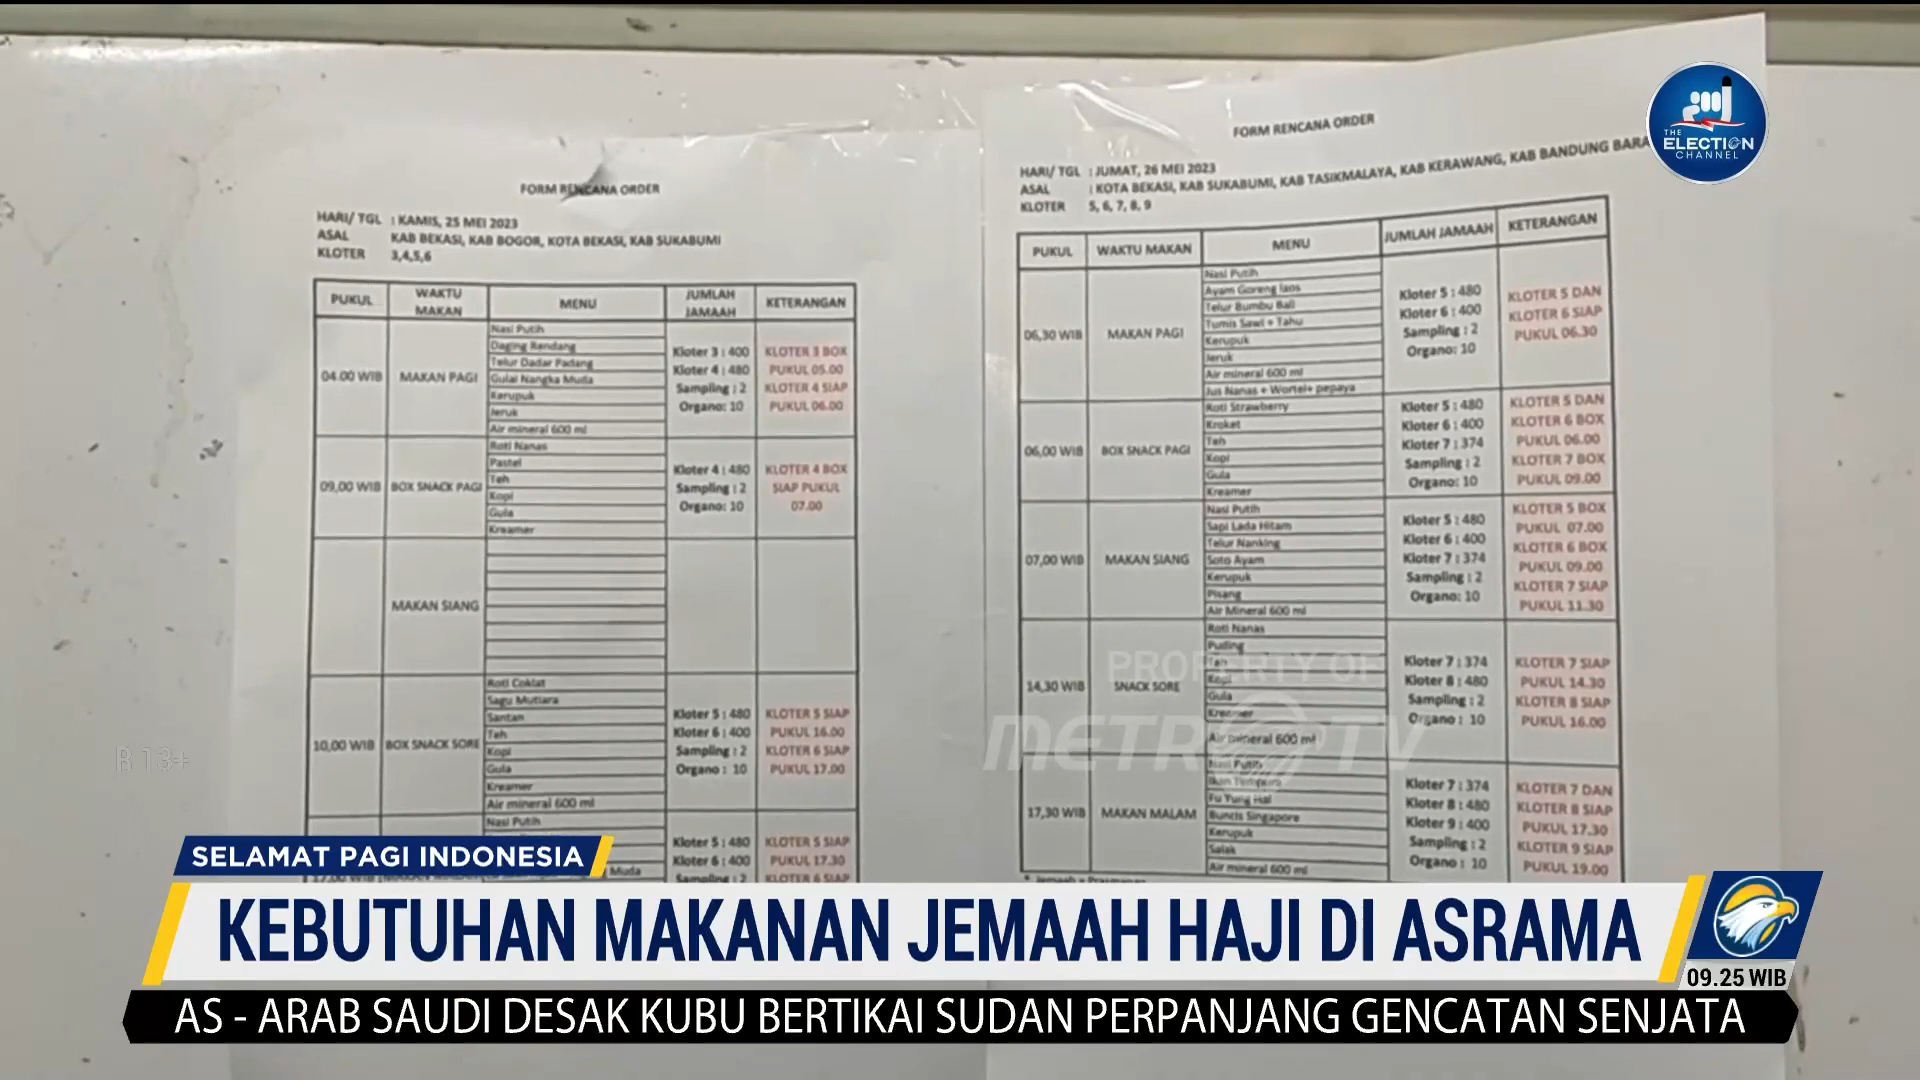 FORM RENCANA ORDER
HARI/ TGL : KAMIS, 25 MEI 2023
ASAL KAB BEKASI, KAB BOGOR, KOTA BEKASI, KAB SUKABUMI
KLOTER 3,4,5,6
PUKUL WAKTU MAKAN MENU JUMLAH JAMAAH KETERANGAN
04.00 WIB MAKAN PAGI
Nasi Putih
Daging Rendang
Telur Dadar Padang
Gulai Nangka Muda
Kerupuk
Jeruk
Air mineral 600 ml
Kloter 3 : 400
Kloter 4 : 480
Sampling : 2
Organo: 10
KLOTER 3 BOX
PUKUL 05.00
KLOTER 4 SIAP
PUKUL 06.00
09,00 WIB BOX SNACK PAGI
Roti Nanas
Pastel
Teh
Kopi
Gula
Kreamer
Kloter 4 : 480
Sampling : 2
Organo: 10
KLOTER 4 BOX
SIAP PUKUL
07.00
MAKAN SIANG
10,00 WIB BOX SNACK SORE
Roti Coklat
Sagu Mutiara
Santan
Teh
Kopi
Gula
Kreamer
Air mineral 600 ml
Kloter 5 : 480
Kloter 6 : 400
Sampling : 2
Organo : 10
KLOTER 5 SIAP
PUKUL 16.00
KLOTER 6 SIAP
PUKUL 17.00
Nasi Putih
Muda
Kloter 5 : 480
Kloter 6 : 400
Sampling : 2
KLOTER 5 SIAP
PUKUL 17.30
KLOTER 6 SIAP
FORM RENCANA ORDER
HARI/ TGL : JUMAT, 26 MEI 2023
ASAL : KOTA BEKASI, KAB SUKABUMI, KAB TASIKMALAYA, KAB KERAWANG, KAB BANDUNG BARA
KLOTER 5, 6, 7, 8, 9
PUKUL WAKTU MAKAN MENU JUMLAH JAMAAH KETERANGAN
06,30 WIB MAKAN PAGI
Nasi Putih
Ayam Goreng laos
Telur Bumbu Bali
Tumis Sawi + Tahu
Kerupuk
Jeruk
Air mineral 600 ml
Jus Nanas + Wortel+ pepaya
Kloter 5 : 480
Kloter 6 : 400
Sampling : 2
Organo: 10
KLOTER 5 DAN
KLOTER 6 SIAP
PUKUL 06.30
06,00 WIB BOX SNACK PAGI
Roti Strawberry
Kroket
Teh
Kopi
Gula
Kreamer
Kloter 5 : 480
Kloter 6 : 400
Kloter 7 : 374
Sampling : 2
Organo: 10
KLOTER 5 DAN
KLOTER 6 BOX
PUKUL 06.00
KLOTER 7 BOX
PUKUL 09.00
07,00 WIB MAKAN SIANG
Nasi Putih
Sapi Lada Hitam
Telur Nanking
Soto Ayam
Kerupuk
Pisang
Air Mineral 600 ml
Kloter 5 : 480
Kloter 6 : 400
Kloter 7 : 374
Sampling : 2
Organo: 10
KLOTER 5 BOX
PUKUL 07.00
KLOTER 6 BOX
PUKUL 09.00
KLOTER 7 SIAP
PUKUL 11.30
14,30 WIB SNACK SORE
Roti Nanas
Puding
Teh
Kopi
Gula
Kreamer
Air mineral 600 ml
Kloter 7 : 374
Kloter 8 : 480
Sampling : 2
Organo : 10
KLOTER 7 SIAP
PUKUL 14.30
KLOTER 8 SIAP
PUKUL 16.00
17,30 WIB MAKAN MALAM
Nasi Putih
Fu Yung Hai
Buncis Singapore
Kerupuk
Salak
Air mineral 600 ml
Kloter 7 : 374
Kloter 8 : 480
Kloter 9 : 400
Sampling : 2
Organo : 10
KLOTER 7 DAN
KLOTER 8 SIAP
PUKUL 17.30
KLOTER 9 SIAP
PUKUL 19.00
THE
ELECTION
CHANNEL
PROPERTY OF
METRO TV
R 13+
SELAMAT PAGI INDONESIA
KEBUTUHAN MAKANAN JEMAAH HAJI DI ASRAMA
09.25 WIB
AS - ARAB SAUDI DESAK KUBU BERTIKAI SUDAN PERPANJANG GENCATAN SENJATA